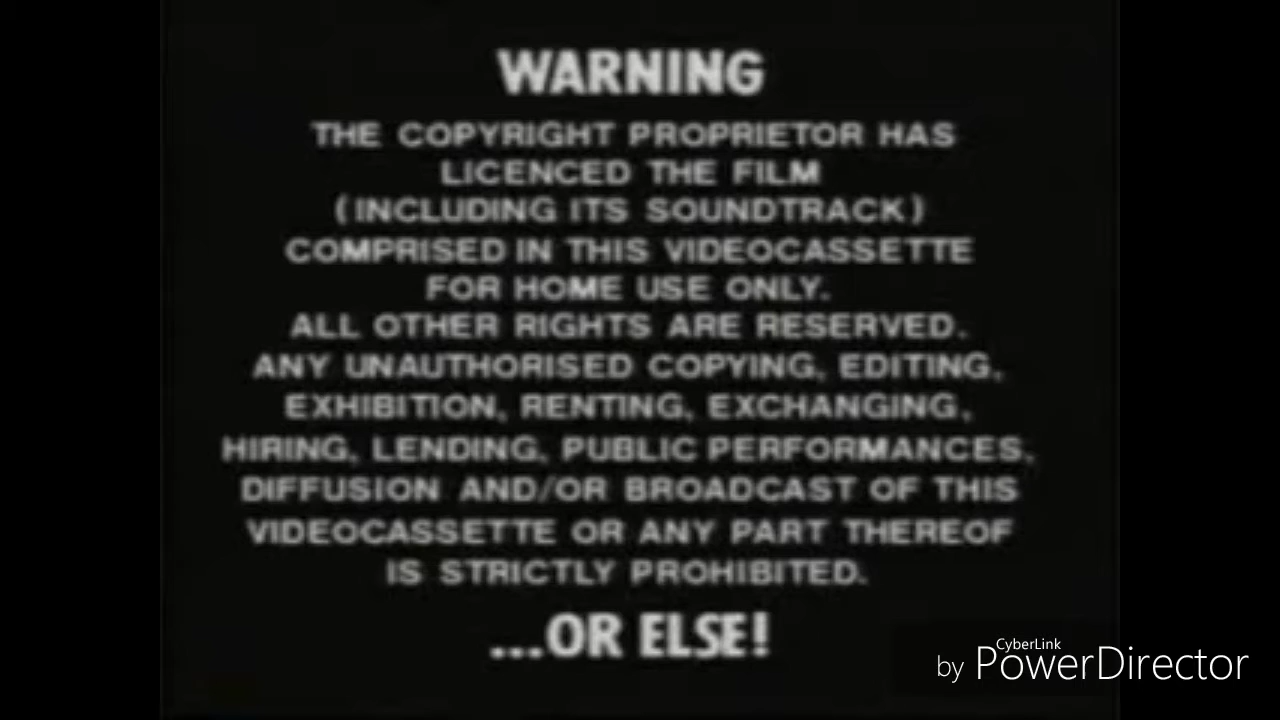 WARNING
THE COPYRIGHT PROPRIETOR HAS
LICENCED THE FILM
(INCLUDING ITS SOUNDTRACK)
COMPRISED IN THIS VIDEOCASSETTE
FOR HOME USE ONLY.
ALL OTHER RIGHTS ARE RESERVED.
ANY UNAUTHORISED COPYING, EDITING,
EXHIBITION, RENTING, EXCHANGING,
HIRING, LENDING, PUBLIC PERFORMANCES,
DIFFUSION AND/OR BROADCAST OF THIS
VIDEOCASSETTE OR ANY PART THEREOF
IS STRICTLY PROHIBITED.
...OR ELSE!
CyberLink
by PowerDirector